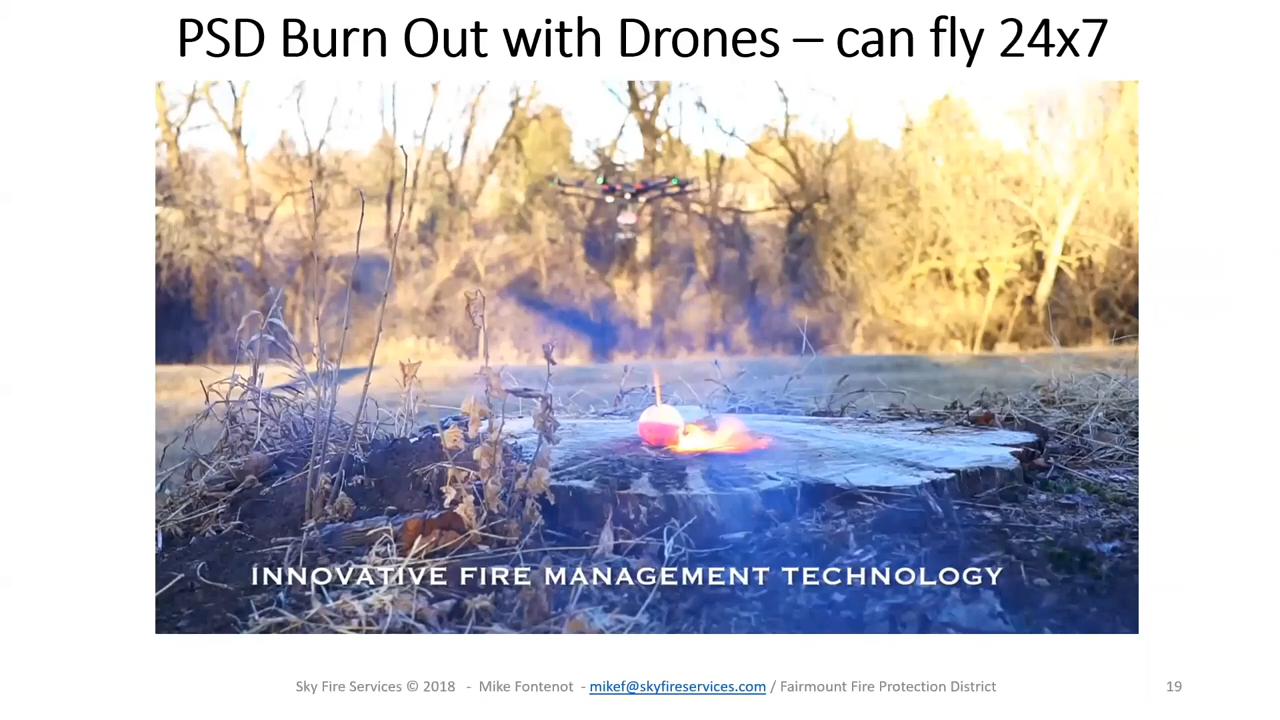 PSD Burn Out with Drones – can fly 24x7
INNOVATIVE FIRE MANAGEMENT TECHNOLOGY
Sky Fire Services © 2018 - Mike Fontenot - mikef@skyfireservices.com / Fairmount Fire Protection District
19